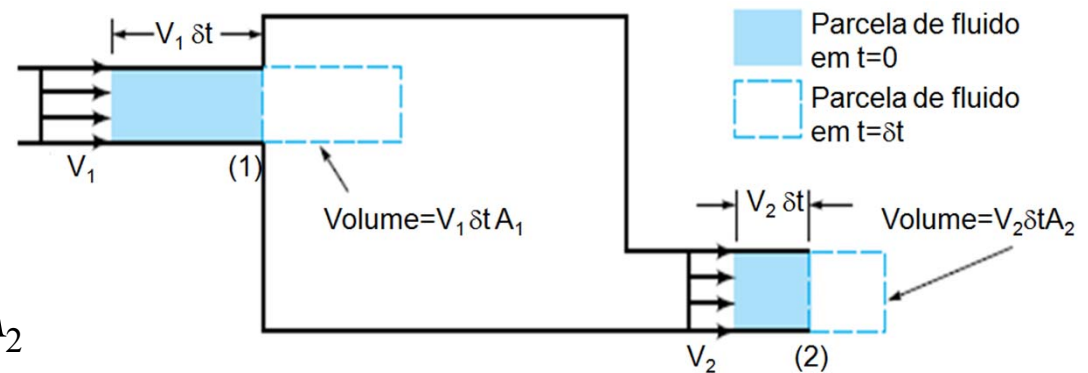 V₁ δt
Parcela de fluido
em t=0
Parcela de fluido
em t=δt
V₁
(1)
Volume=V₁ δt A₁
V₂ δt
Volume=V₂δtA₂
A₂
V₂
(2)